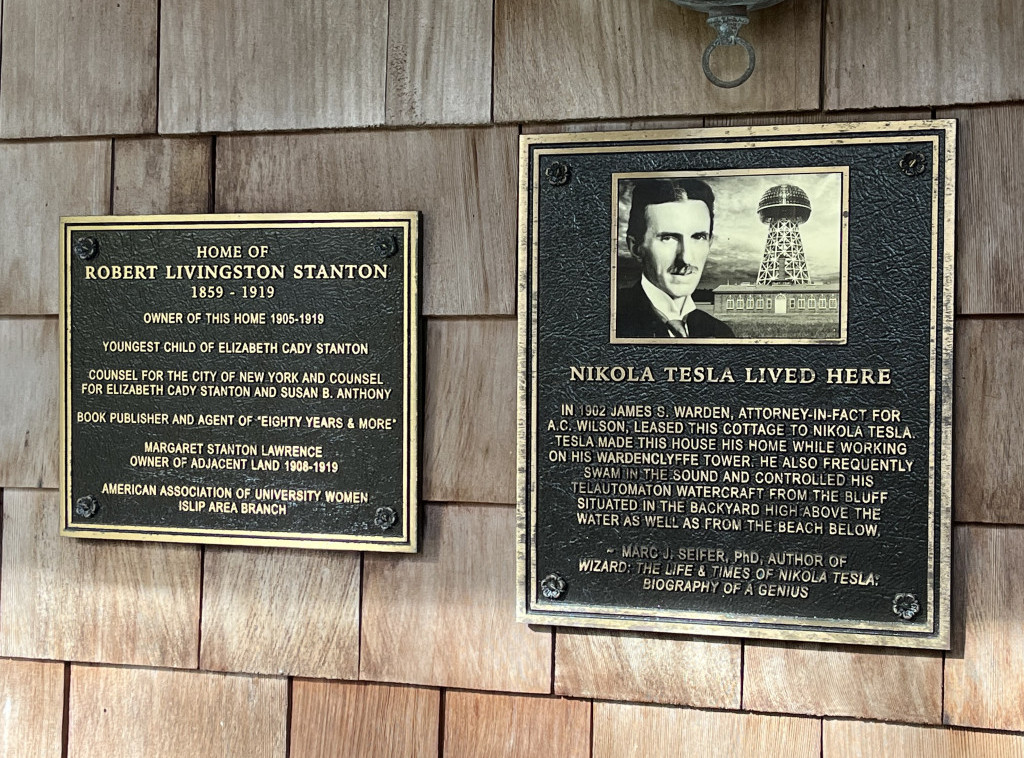 HOME OF
ROBERT LIVINGSTON STANTON
1859 - 1919
OWNER OF THIS HOME 1905-1919
YOUNGEST CHILD OF ELIZABETH CADY STANTON
COUNSEL FOR THE CITY OF NEW YORK AND COUNSEL
FOR ELIZABETH CADY STANTON AND SUSAN B. ANTHONY
BOOK PUBLISHER AND AGENT OF "EIGHTY YEARS & MORE"
MARGARET STANTON LAWRENCE
OWNER OF ADJACENT LAND 1908-1919
AMERICAN ASSOCIATION OF UNIVERSITY WOMEN
ISLIP AREA BRANCH
NIKOLA TESLA LIVED HERE
IN 1902 JAMES S. WARDEN, ATTORNEY-IN-FACT FOR
A.C. WILSON, LEASED THIS COTTAGE TO NIKOLA TESLA.
TESLA MADE THIS HOUSE HIS HOME WHILE WORKING
ON HIS WARDENCLYFFE TOWER. HE ALSO FREQUENTLY
SWAM IN THE SOUND AND CONTROLLED HIS
TELAUTOMATON WATERCRAFT FROM THE BLUFF
SITUATED IN THE BACKYARD HIGH ABOVE THE
WATER AS WELL AS FROM THE BEACH BELOW.
~ MARC J. SEIFER, PhD, AUTHOR OF
WIZARD: THE LIFE & TIMES OF NIKOLA TESLA:
BIOGRAPHY OF A GENIUS